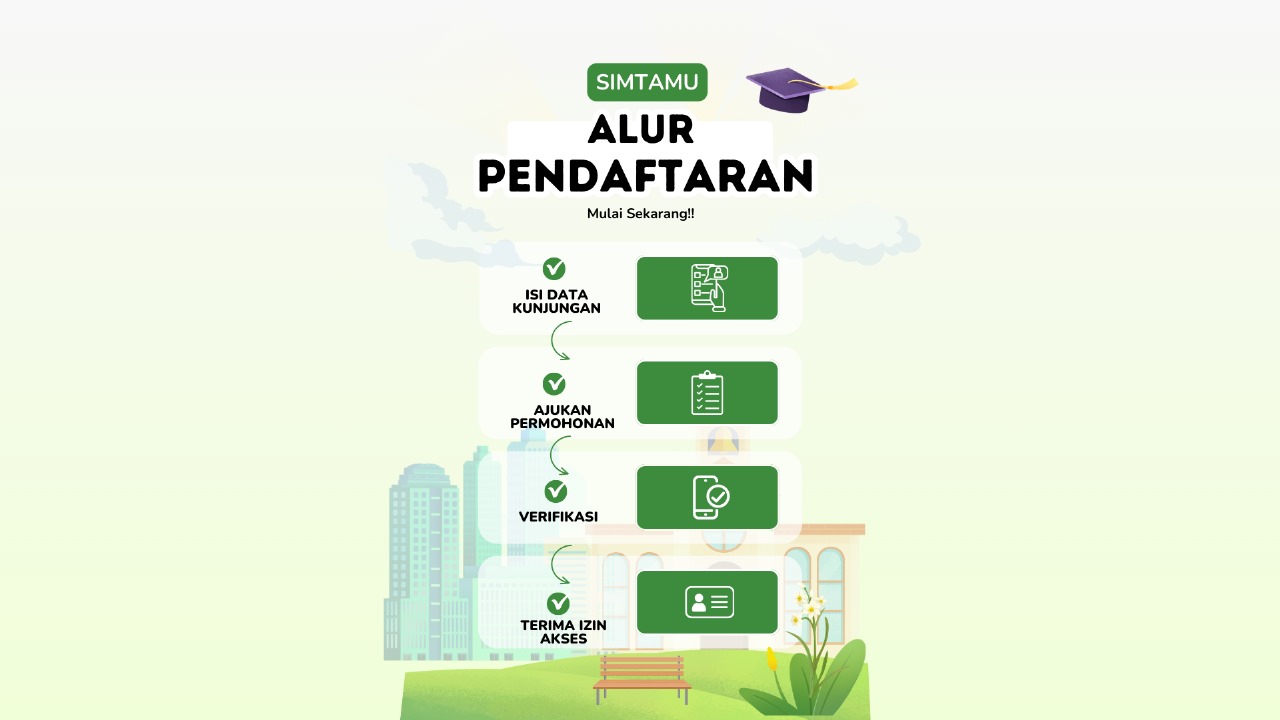 SIMTAMU
ALUR
PENDAFTARAN
Mulai Sekarang!!
ISI DATA
KUNJUNGAN
AJUKAN
PERMOHONAN
VERIFIKASI
TERIMA IZIN
AKSES